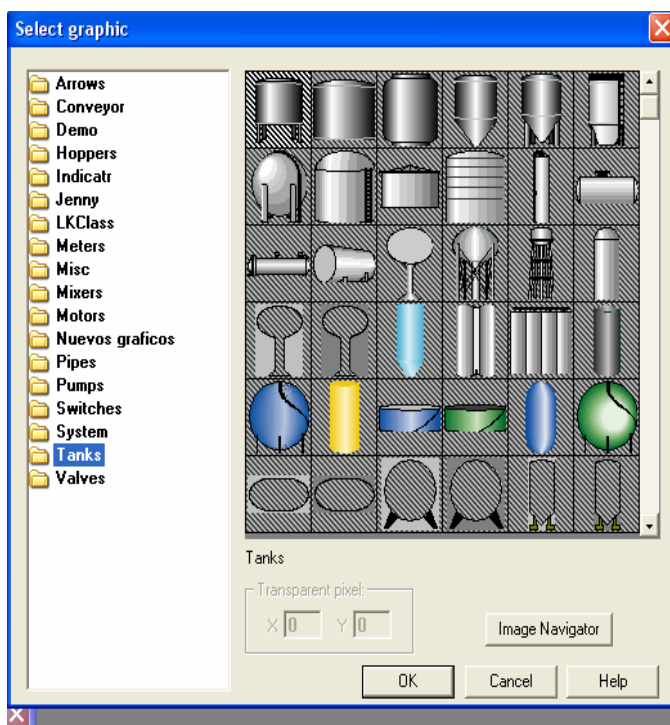 Select graphic
Arrows
Conveyor
Demo
Hoppers
Indicatr
Jenny
LKClass
Meters
Misc
Mixers
Motors
Nuevos graficos
Pipes
Pumps
Switches
System
Tanks
Valves
Tanks
Transparent pixel:
X 0 Y 0
Image Navigator
OK Cancel Help